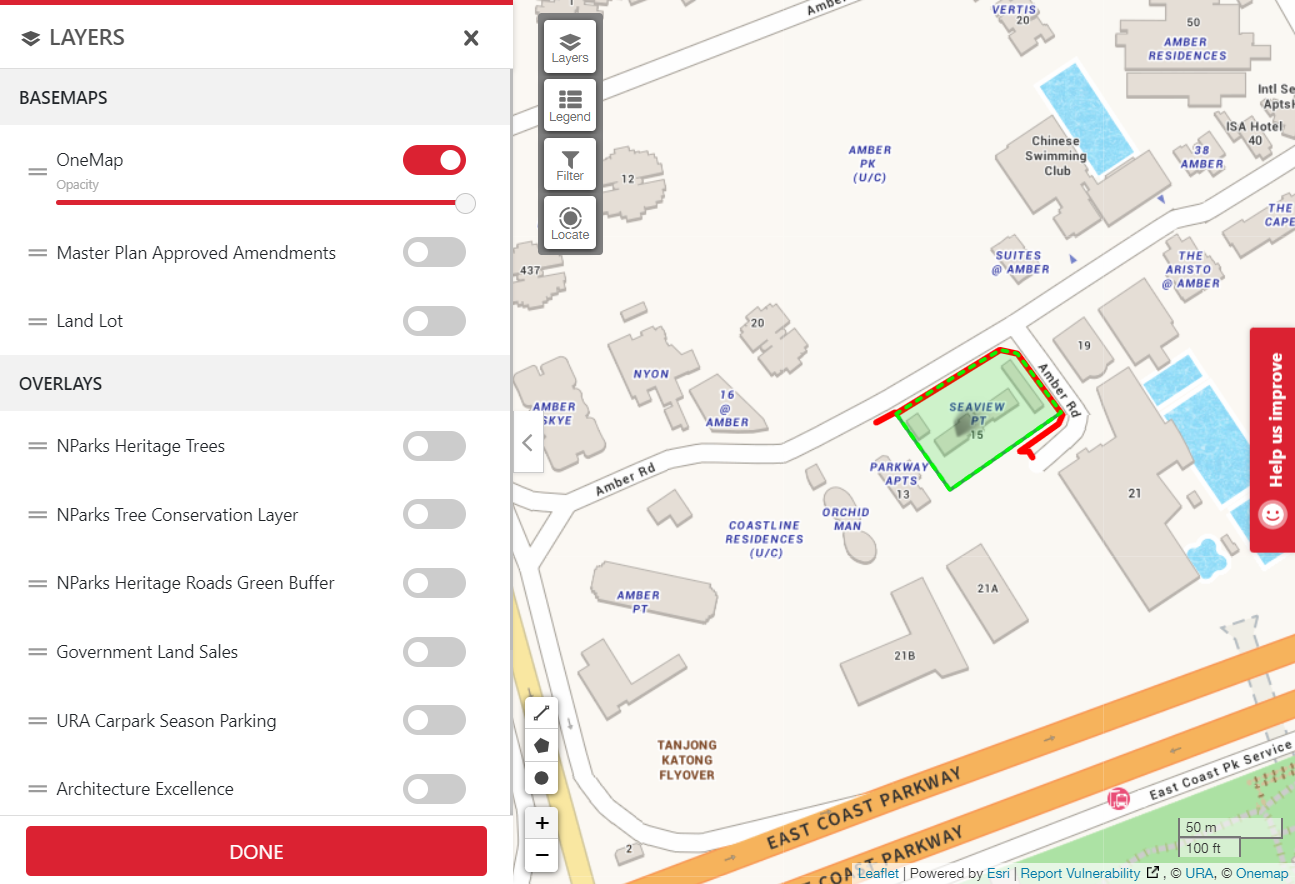 LAYERS
BASEMAPS
OneMap
Opacity
Master Plan Approved Amendments
Land Lot
OVERLAYS
NParks Heritage Trees
NParks Tree Conservation Layer
NParks Heritage Roads Green Buffer
Government Land Sales
URA Carpark Season Parking
Architecture Excellence
DONE
Layers
Legend
Filter
Locate
VERTIS
20
50
AMBER
RESIDENCES
Intl Se
Apts
ISA Hotel
40
Chinese
Swimming
Club
38
AMBER
AMBER
PK
(U/C)
12
THE
CAPE
SUITES
@ AMBER
THE
ARISTO
@ AMBER
437
20
19
NYON
16
@
AMBER
AMBER
SKYE
Amber Rd
SEAVIEW
PT
15
Amber Rd
PARKWAY
APTS
13
ORCHID
MAN
COASTLINE
RESIDENCES
(U/C)
21
AMBER
PT
21A
21B
TANJONG
KATONG
FLYOVER
EAST COAST PARKWAY
EAST COAST PARKWAY
East Coast Pk Service
2
Help us improve
+
−
50 m
100 ft
Leaflet | Powered by Esri | Report Vulnerability , © URA, © Onemap